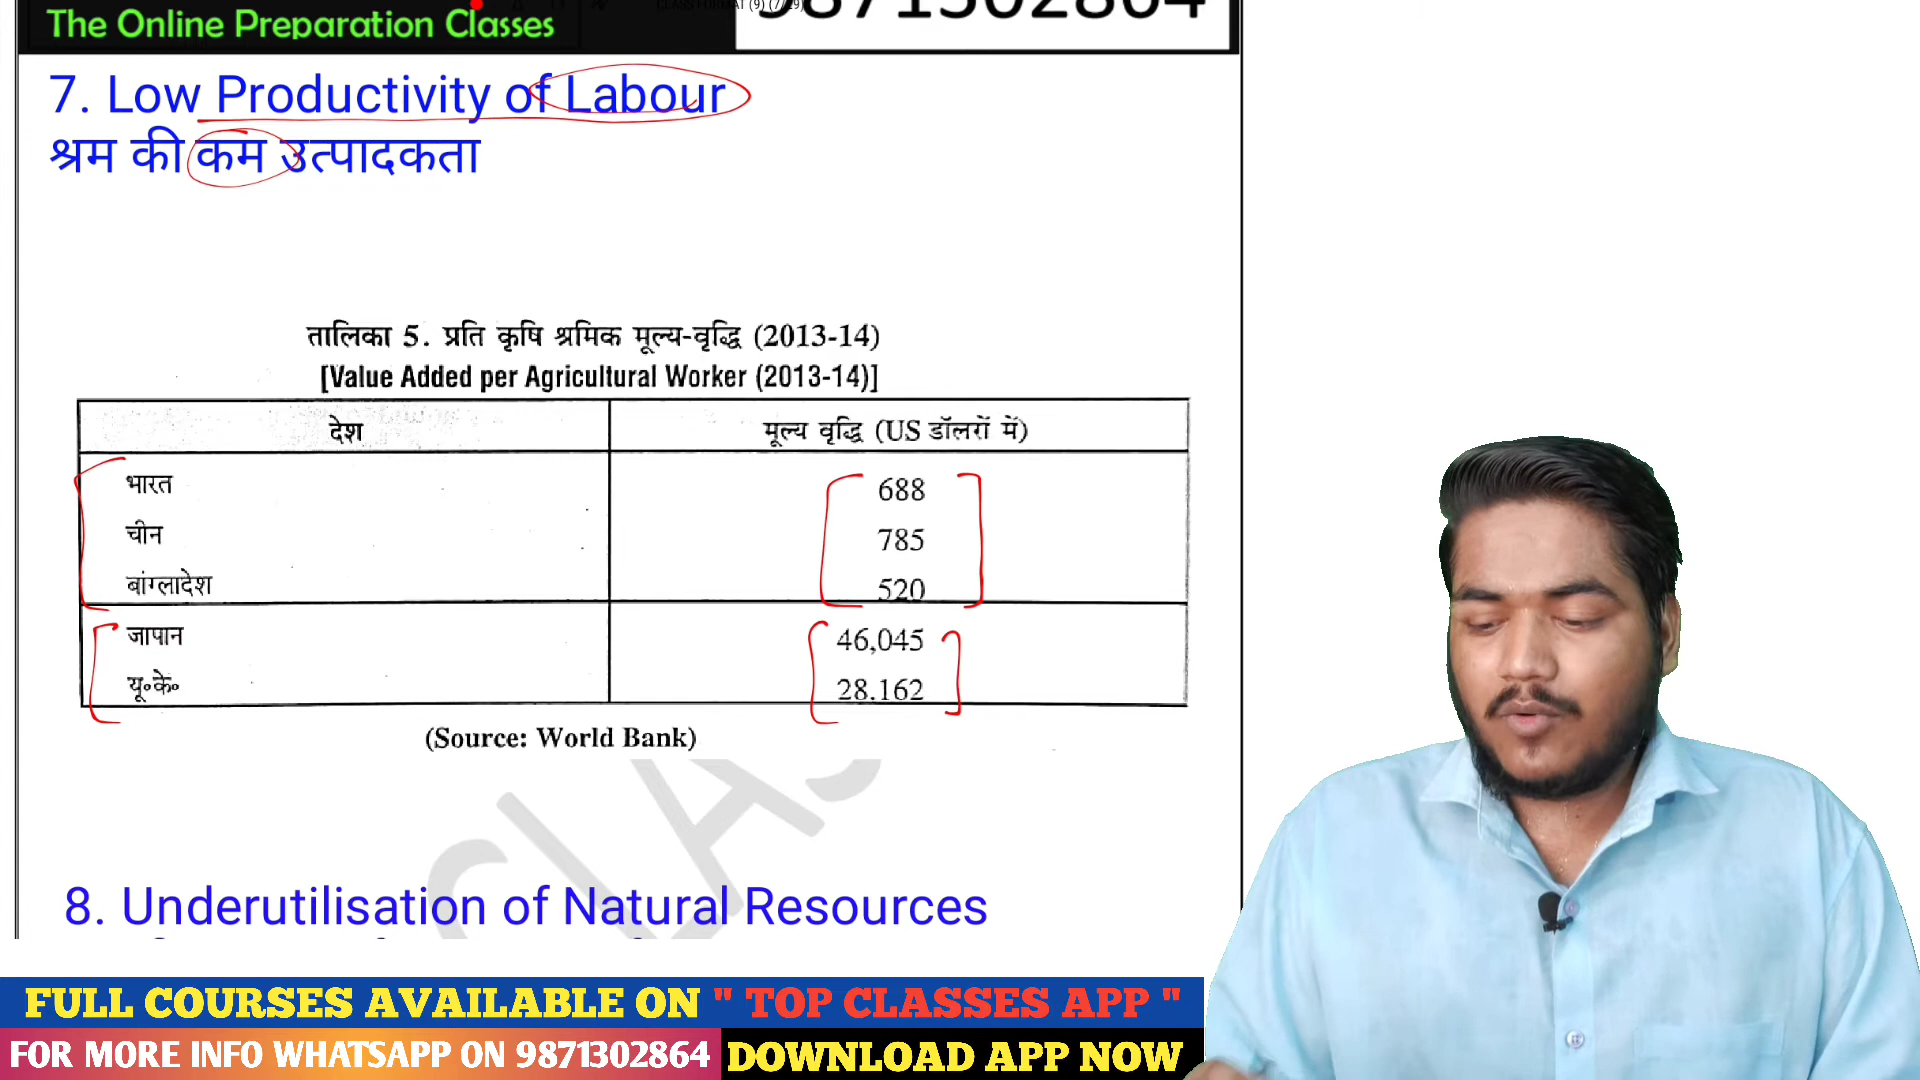 The Online Preparation Classes
9871302864
7. Low Productivity of Labour
श्रम की कम उत्पादकता
तालिका 5. प्रति कृषि श्रमिक मूल्य-वृद्धि (2013-14)
[Value Added per Agricultural Worker (2013-14)]
देश मूल्य वृद्धि (US डॉलरों में)
भारत 688
चीन 785
बांग्लादेश 520
जापान 46,045
यू॰के॰ 28.162
(Source: World Bank)
CLAS
8. Underutilisation of Natural Resources
FULL COURSES AVAILABLE ON " TOP CLASSES APP "
FOR MORE INFO WHATSAPP ON 9871302864 DOWNLOAD APP NOW